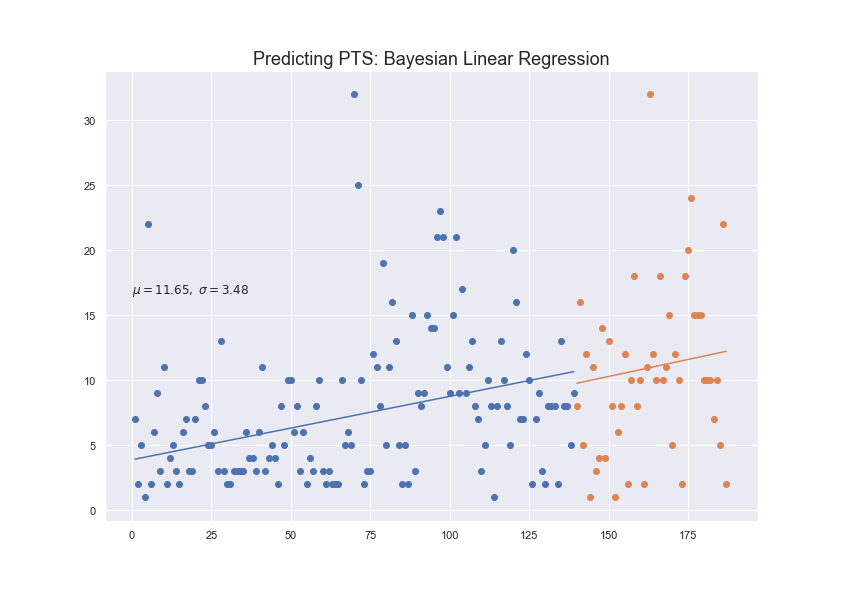 Predicting PTS: Bayesian Linear Regression
30
25
20
μ = 11.65, σ = 3.48
15
10
5
0
0 25 50 75 100 125 150 175